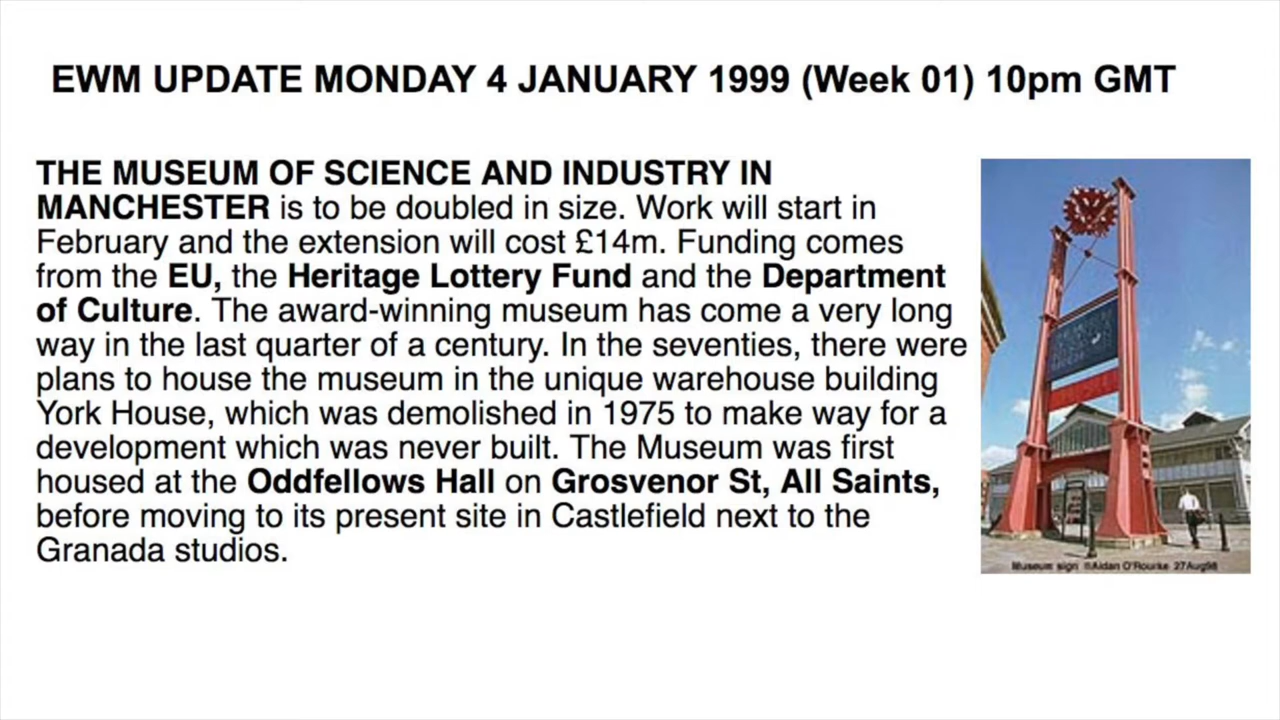 EWM UPDATE MONDAY 4 JANUARY 1999 (Week 01) 10pm GMT
THE MUSEUM OF SCIENCE AND INDUSTRY IN
MANCHESTER is to be doubled in size. Work will start in
February and the extension will cost £14m. Funding comes
from the EU, the Heritage Lottery Fund and the Department
of Culture. The award-winning museum has come a very long
way in the last quarter of a century. In the seventies, there were
plans to house the museum in the unique warehouse building
York House, which was demolished in 1975 to make way for a
development which was never built. The Museum was first
housed at the Oddfellows Hall on Grosvenor St, All Saints,
before moving to its present site in Castlefield next to the
Granada studios.
Museum sign ©Aidan O'Rourke 27Aug98